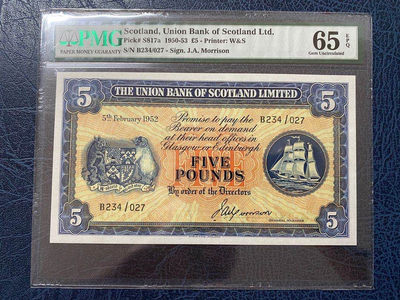 PMG
PAPER MONEY GUARANTY
Scotland, Union Bank of Scotland Ltd.
Pick# S817a 1950-53 £5 - Printer: W&S
S/N B234/027 - Sign. J.A. Morrison
65 EPQ
Gem Uncirculated
5 THE UNION BANK OF SCOTLAND LIMITED 5
5th February 1952
Promise to pay the
Bearer on demand
at their head offices in
Glasgow or Edinburgh
B234/027
FIVE
FIVE
POUNDS
By order of the Directors
B234/027
J.A. Morrison
5 5